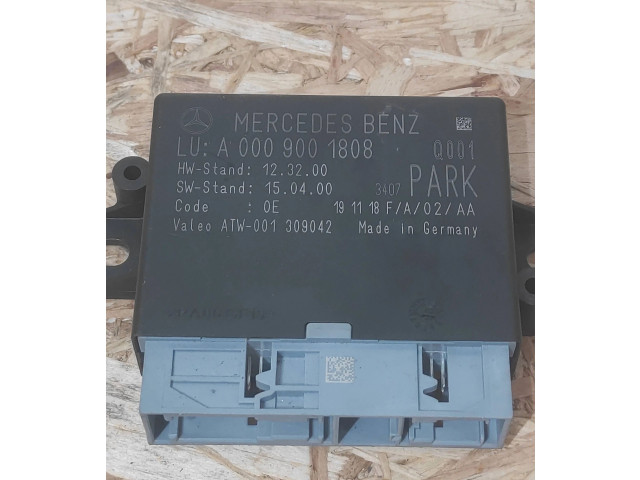 MERCEDES BENZ
LU: A 000 900 1808 Q001
HW-Stand: 12.32.00
SW-Stand: 15.04.00 3407 PARK
Code : 0E 19 11 18 F/A/02/AA
Valeo ATW-001 309042 Made in Germany